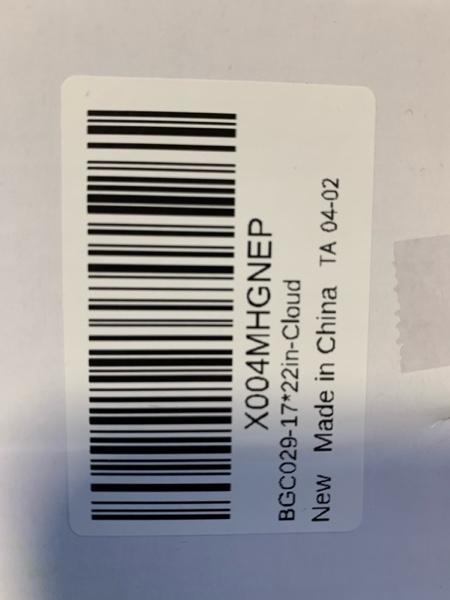 X004MHGNEP
BGC029-17*22in-Cloud
New Made in China TA 04-02